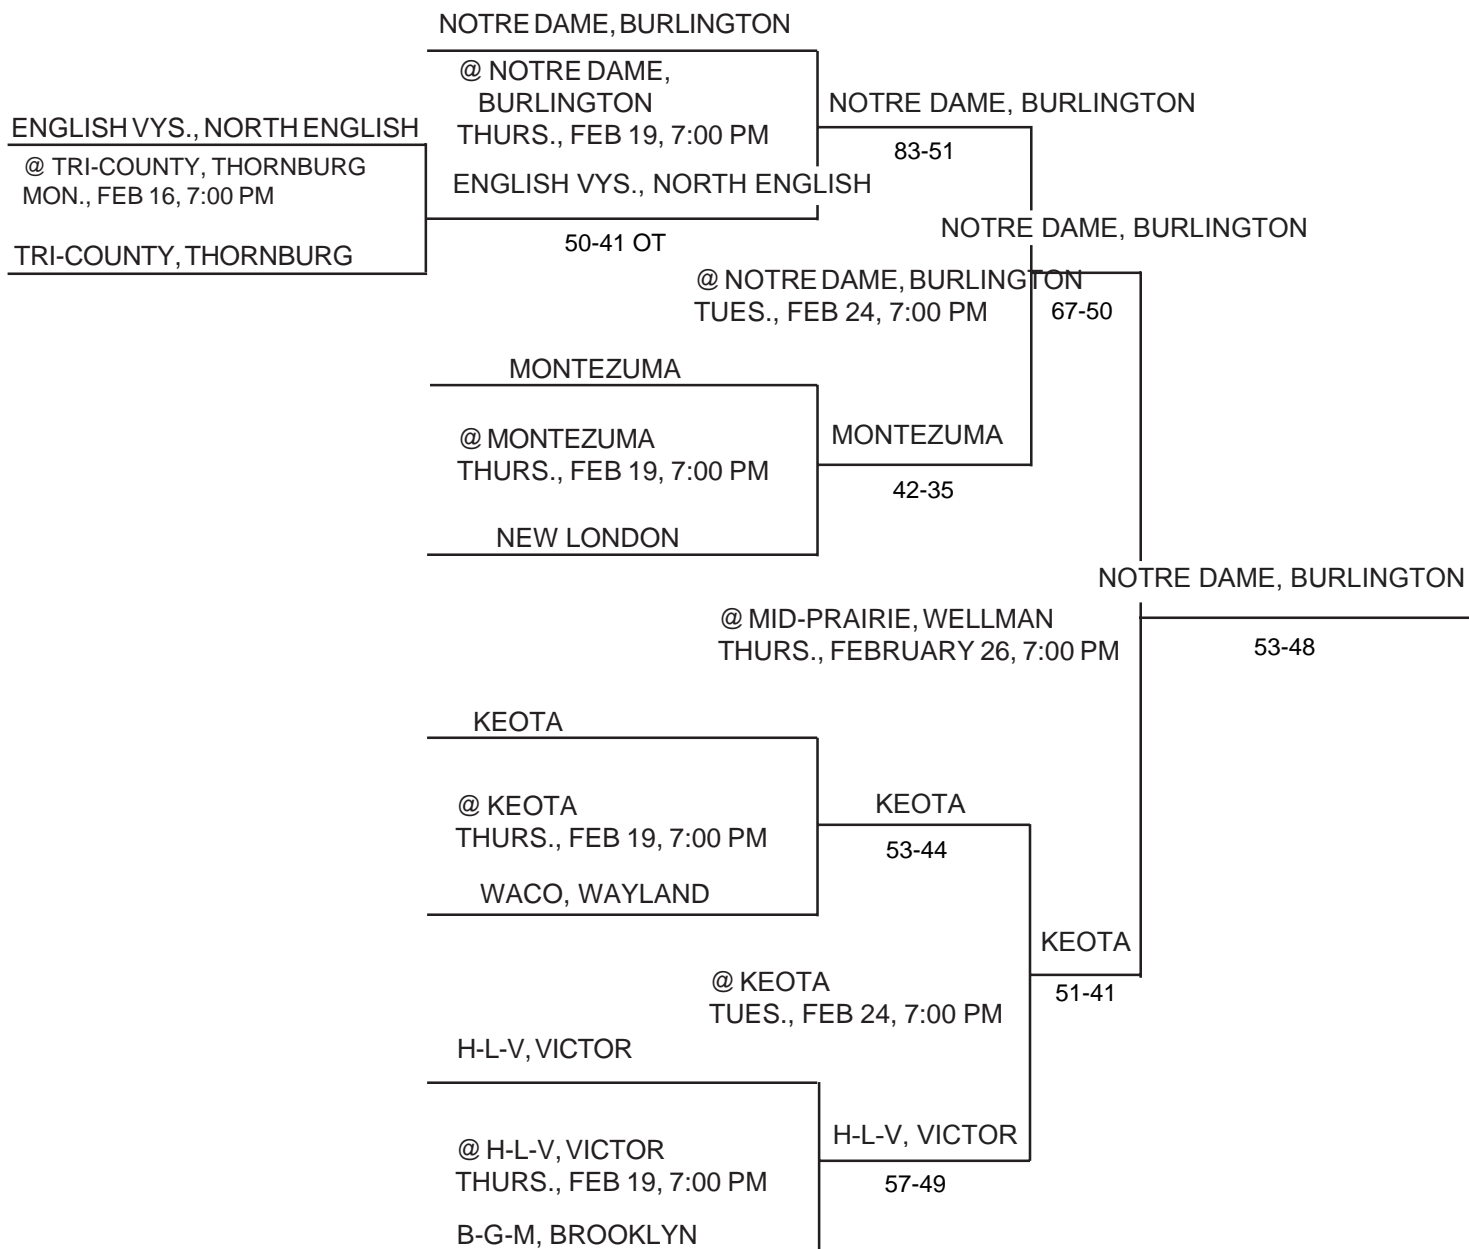 NOTRE DAME, BURLINGTON
@ NOTRE DAME,
BURLINGTON
THURS., FEB 19, 7:00 PM
NOTRE DAME, BURLINGTON
83-51
ENGLISH VYS., NORTH ENGLISH
@ TRI-COUNTY, THORNBURG
MON., FEB 16, 7:00 PM
TRI-COUNTY, THORNBURG
ENGLISH VYS., NORTH ENGLISH
50-41 OT
NOTRE DAME, BURLINGTON
@ NOTRE DAME, BURLINGTON
TUES., FEB 24, 7:00 PM
67-50
MONTEZUMA
@ MONTEZUMA
THURS., FEB 19, 7:00 PM
MONTEZUMA
42-35
NEW LONDON
NOTRE DAME, BURLINGTON
@ MID-PRAIRIE, WELLMAN
THURS., FEBRUARY 26, 7:00 PM
53-48
KEOTA
@ KEOTA
THURS., FEB 19, 7:00 PM
KEOTA
53-44
WACO, WAYLAND
KEOTA
@ KEOTA
TUES., FEB 24, 7:00 PM
51-41
H-L-V, VICTOR
@ H-L-V, VICTOR
THURS., FEB 19, 7:00 PM
H-L-V, VICTOR
57-49
B-G-M, BROOKLYN